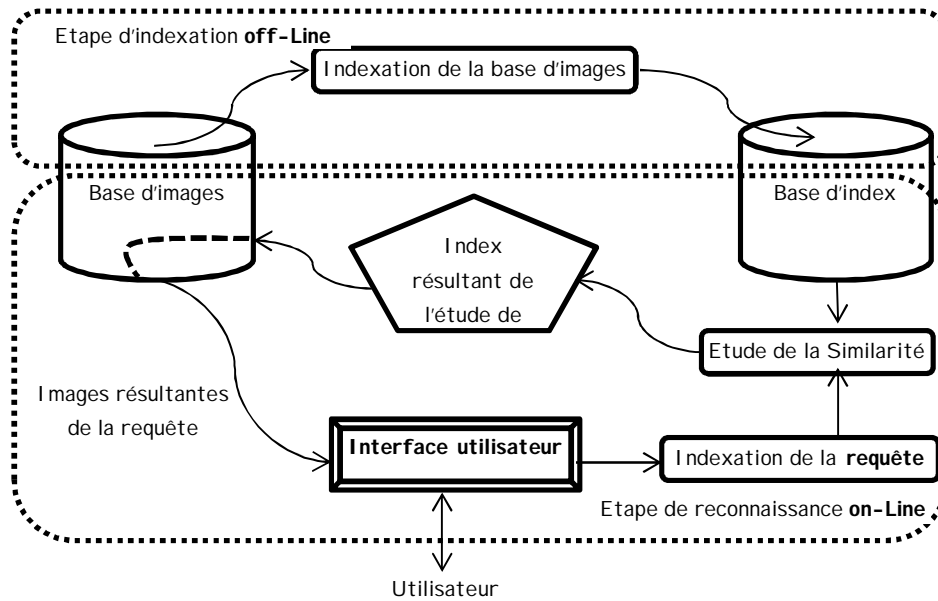 Etape d'indexation off-Line
Indexation de la base d'images
Base d'images
Base d'index
Index
résultant de
l'étude de
Etude de la Similarité
Images résultantes
de la requête
Interface utilisateur
Indexation de la requête
Etape de reconnaissance on-Line
Utilisateur